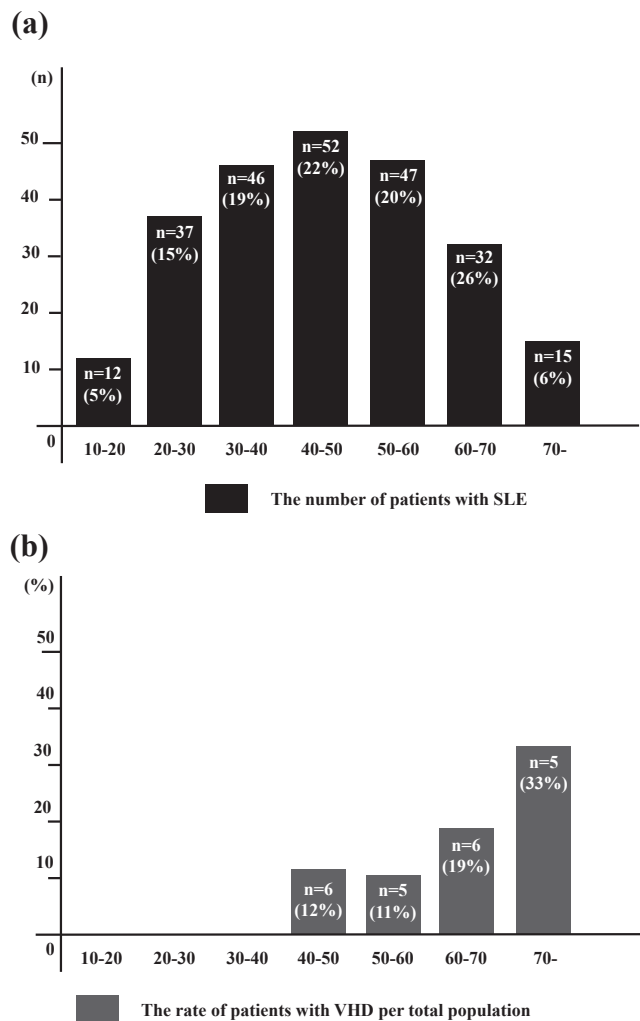 (a)
(n)
50
40
30
20
10
0
n=12
(5%)
n=37
(15%)
n=46
(19%)
n=52
(22%)
n=47
(20%)
n=32
(26%)
n=15
(6%)
10-20 20-30 30-40 40-50 50-60 60-70 70-
The number of patients with SLE
(b)
(%)
50
40
30
20
10
0
n=6
(12%)
n=5
(11%)
n=6
(19%)
n=5
(33%)
10-20 20-30 30-40 40-50 50-60 60-70 70-
The rate of patients with VHD per total population